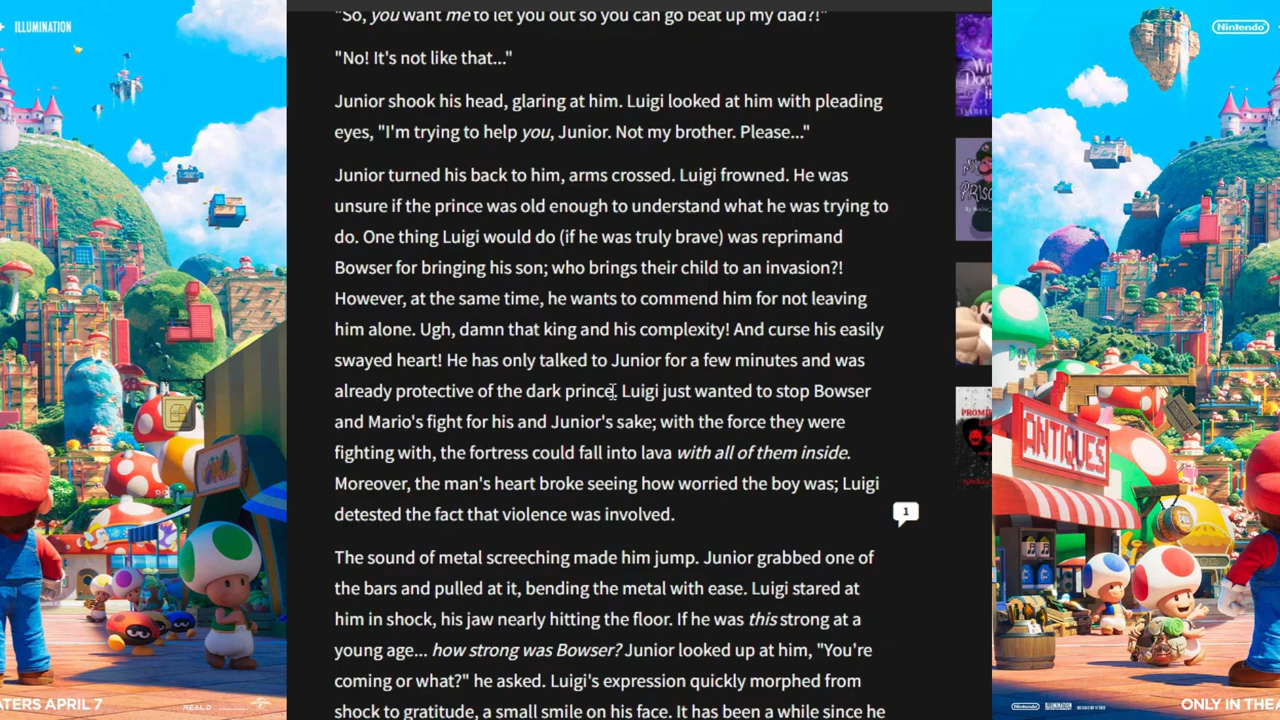 ILLUMINATION
Nintendo
"So, you want me to let you out so you can go beat up my dad?!"
"No! It's not like that..."
Junior shook his head, glaring at him. Luigi looked at him with pleading
eyes, "I'm trying to help you, Junior. Not my brother. Please..."
Junior turned his back to him, arms crossed. Luigi frowned. He was
unsure if the prince was old enough to understand what he was trying to
do. One thing Luigi would do (if he was truly brave) was reprimand
Bowser for bringing his son; who brings their child to an invasion?!
However, at the same time, he wants to commend him for not leaving
him alone. Ugh, damn that king and his complexity! And curse his easily
swayed heart! He has only talked to Junior for a few minutes and was
already protective of the dark prince. Luigi just wanted to stop Bowser
and Mario's fight for his and Junior's sake; with the force they were
fighting with, the fortress could fall into lava with all of them inside.
Moreover, the man's heart broke seeing how worried the boy was; Luigi
detested the fact that violence was involved.
1
The sound of metal screeching made him jump. Junior grabbed one of
the bars and pulled at it, bending the metal with ease. Luigi stared at
him in shock, his jaw nearly hitting the floor. If he was this strong at a
young age... how strong was Bowser? Junior looked up at him, "You're
coming or what?" he asked. Luigi's expression quickly morphed from
shock to gratitude, a small smile on his face. It has been a while since he
ANTIQUES
ATERS APRIL 7
REAL D
Nintendo
ILLUMINATION
ONLY IN THEA